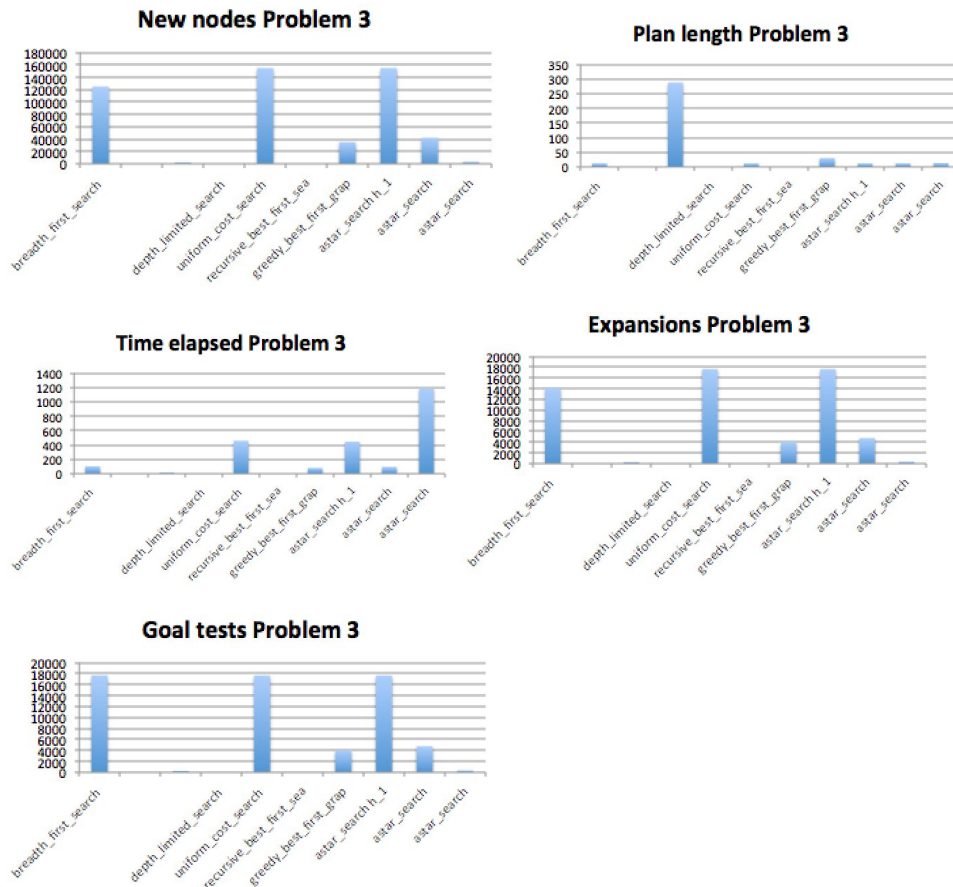 New nodes Problem 3
180000
160000
140000
120000
100000
80000
60000
40000
20000
0
breadth_first_search
depth_limited_search
uniform_cost_search
recursive_best_first_sea
greedy_best_first_grap
astar_search h_1
astar_search
astar_search
Plan length Problem 3
350
300
250
200
150
100
50
0
breadth_first_search
depth_limited_search
uniform_cost_search
recursive_best_first_sea
greedy_best_first_grap
astar_search h_1
astar_search
astar_search
Time elapsed Problem 3
1400
1200
1000
800
600
400
200
0
breadth_first_search
depth_limited_search
uniform_cost_search
recursive_best_first_sea
greedy_best_first_grap
astar_search h_1
astar_search
astar_search
Expansions Problem 3
20000
18000
16000
14000
12000
10000
8000
6000
4000
2000
0
breadth_first_search
depth_limited_search
uniform_cost_search
recursive_best_first_sea
greedy_best_first_grap
astar_search h_1
astar_search
astar_search
Goal tests Problem 3
20000
18000
16000
14000
12000
10000
8000
6000
4000
2000
0
breadth_first_search
depth_limited_search
uniform_cost_search
recursive_best_first_sea
greedy_best_first_grap
astar_search h_1
astar_search
astar_search